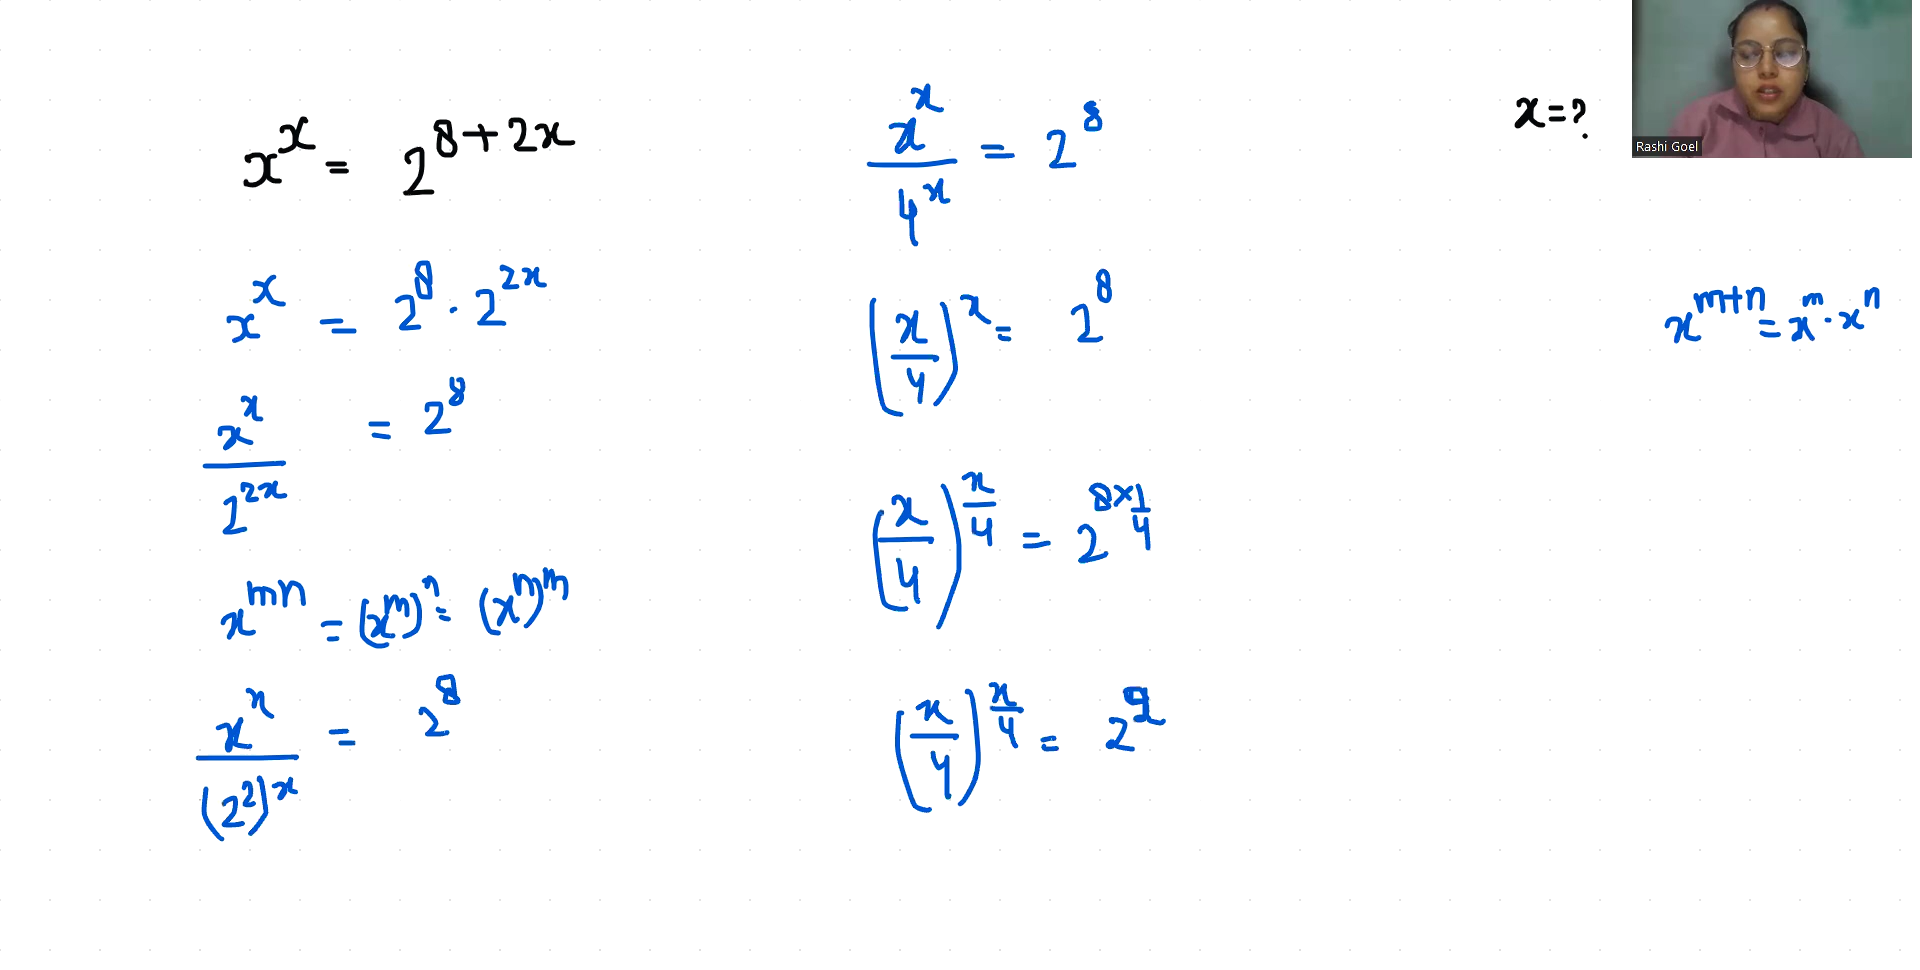 x^x = 2^{8+2x}
x^x = 2^8 · 2^{2x}
x^x / 2^{2x} = 2^8
x^{mn} = (x^m)^n = (x^n)^m
x^x / (2^2)^x = 2^8
x^x / 4^x = 2^8
(x/4)^x = 2^8
(x/4)^{x/4} = 2^{8×1/4}
(x/4)^{x/4} = 2^2
x = ?
Rashi Goel
x^{m+n} = x^m · x^n